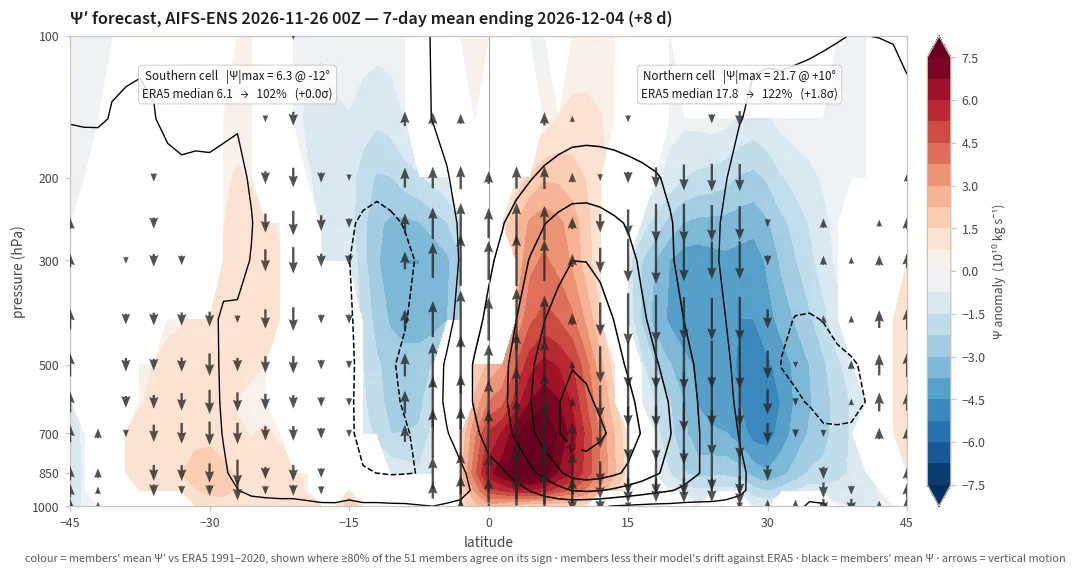 Ψ′ forecast, AIFS-ENS 2026-11-26 00Z — 7-day mean ending 2026-12-04 (+8 d)
Southern cell |Ψ|max = 6.3 @ -12°
ERA5 median 6.1 → 102% (+0.0σ)
Northern cell |Ψ|max = 21.7 @ +10°
ERA5 median 17.8 → 122% (+1.8σ)
100
200
300
400
500
700
850
1000
pressure (hPa)
−45
−30
−15
0
15
30
45
latitude
7.5
6.0
4.5
3.0
1.5
0.0
−1.5
−3.0
−4.5
−6.0
−7.5
Ψ anomaly (10¹⁰ kg s⁻¹)
colour = members' mean Ψ′ vs ERA5 1991–2020, shown where ≥80% of the 51 members agree on its sign · members less their model's drift against ERA5 · black = members' mean Ψ · arrows = vertical motion